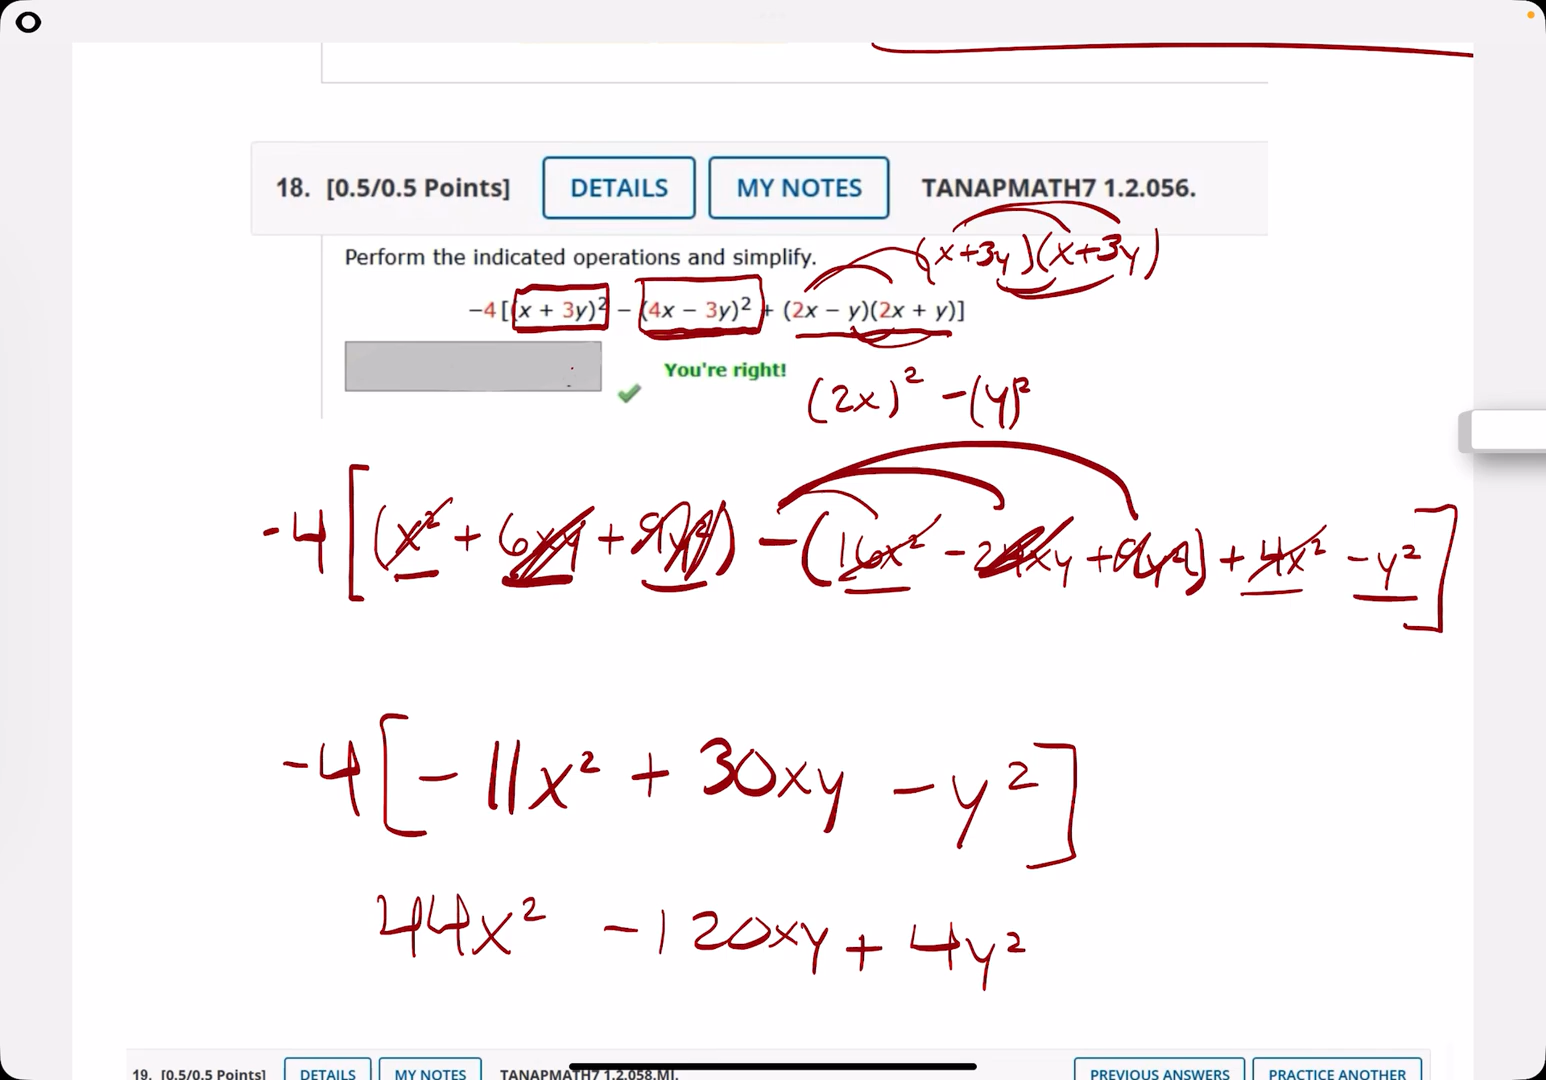 18. [0.5/0.5 Points] DETAILS MY NOTES TANAPMATH7 1.2.056.
Perform the indicated operations and simplify.
(x+3y)(x+3y)
-4[(x + 3y)² − (4x − 3y)² + (2x − y)(2x + y)]
You're right!
(2x)² -(y)²
-4[(x² + 6xy + 9y²) -(16x² - 24xy + 9y²) + 4x² - y²]
-4[-11x² + 30xy - y²]
44x² -120xy + 4y²
19. [0.5/0.5 Points] DETAILS MY NOTES TANAPMATH7 1.2.058.MI. PREVIOUS ANSWERS PRACTICE ANOTHER